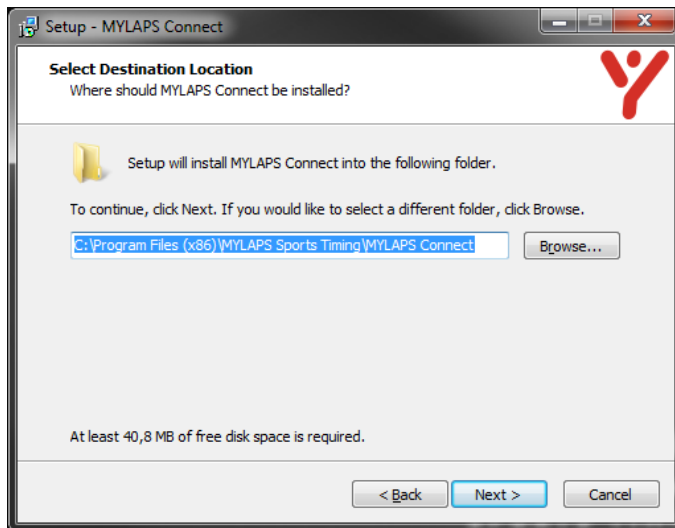 Setup - MYLAPS Connect
Select Destination Location
Where should MYLAPS Connect be installed?
Setup will install MYLAPS Connect into the following folder.
To continue, click Next. If you would like to select a different folder, click Browse.
C:\Program Files (x86)\MYLAPS Sports Timing\MYLAPS Connect
Browse...
At least 40,8 MB of free disk space is required.
< Back
Next >
Cancel